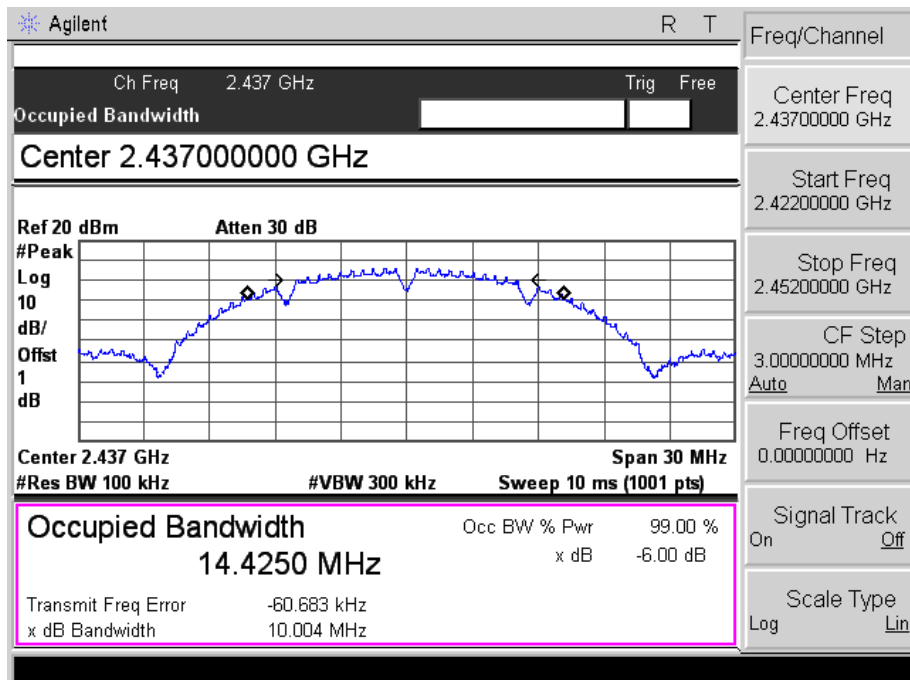 Agilent R T
Ch Freq 2.437 GHz Trig Free
Occupied Bandwidth
Center 2.437000000 GHz
Ref 20 dBm Atten 30 dB
#Peak
Log
10
dB/
Offst
1
dB
Center 2.437 GHz Span 30 MHz
#Res BW 100 kHz #VBW 300 kHz Sweep 10 ms (1001 pts)
Occupied Bandwidth
14.4250 MHz
Occ BW % Pwr 99.00 %
x dB -6.00 dB
Transmit Freq Error -60.683 kHz
x dB Bandwidth 10.004 MHz
Freq/Channel
Center Freq
2.43700000 GHz
Start Freq
2.42200000 GHz
Stop Freq
2.45200000 GHz
CF Step
3.00000000 MHz
Auto Man
Freq Offset
0.00000000 Hz
Signal Track
On Off
Scale Type
Log Lin